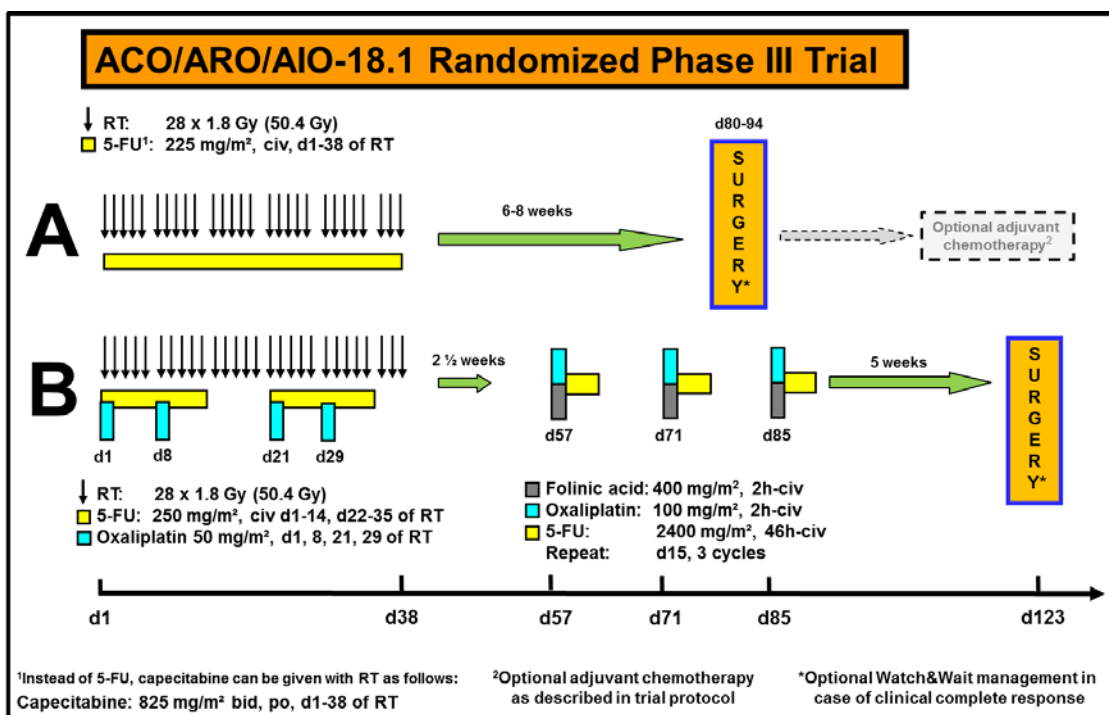 ACO/ARO/AIO-18.1 Randomized Phase III Trial
RT: 28 x 1.8 Gy (50.4 Gy)
5-FU¹: 225 mg/m², civ, d1-38 of RT
d80-94
A
6-8 weeks
SURGERY*
Optional adjuvant
chemotherapy²
B
2 ½ weeks
5 weeks
SURGERY*
d1
d8
d21
d29
d57
d71
d85
RT: 28 x 1.8 Gy (50.4 Gy)
5-FU: 250 mg/m², civ d1-14, d22-35 of RT
Oxaliplatin 50 mg/m², d1, 8, 21, 29 of RT
Folinic acid: 400 mg/m², 2h-civ
Oxaliplatin: 100 mg/m², 2h-civ
5-FU: 2400 mg/m², 46h-civ
Repeat: d15, 3 cycles
d1
d38
d57
d71
d85
d123
¹Instead of 5-FU, capecitabine can be given with RT as follows:
Capecitabine: 825 mg/m² bid, po, d1-38 of RT
²Optional adjuvant chemotherapy
as described in trial protocol
*Optional Watch&Wait management in
case of clinical complete response